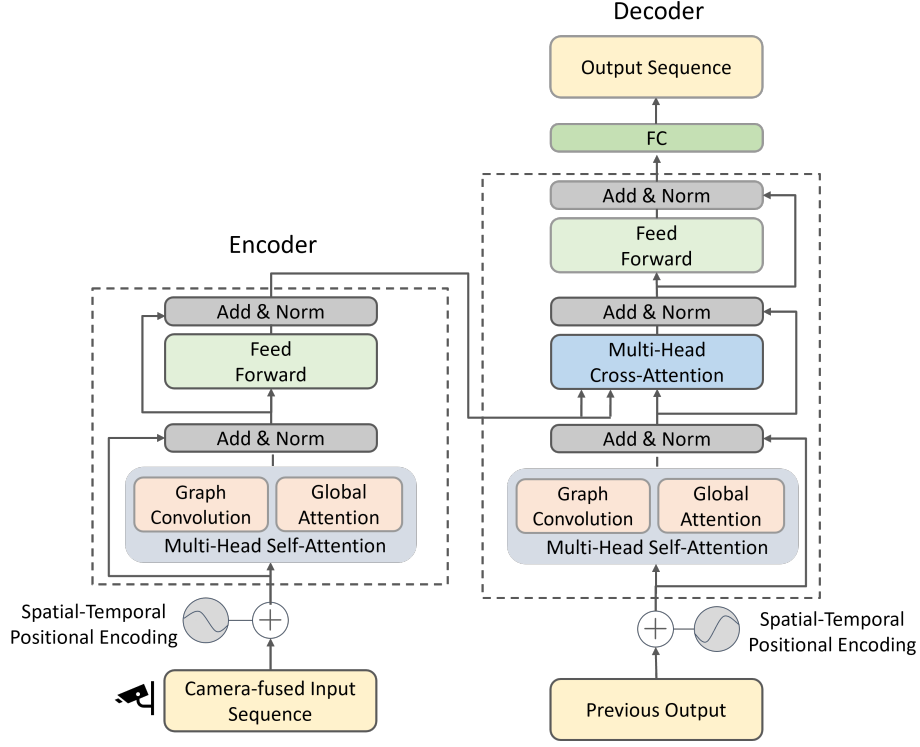 Decoder
Output Sequence
FC
Add & Norm
Feed
Forward
Add & Norm
Multi-Head
Cross-Attention
Add & Norm
Graph
Convolution
Global
Attention
Multi-Head Self-Attention
Spatial-Temporal
Positional Encoding
Previous Output
Encoder
Add & Norm
Feed
Forward
Add & Norm
Graph
Convolution
Global
Attention
Multi-Head Self-Attention
Spatial-Temporal
Positional Encoding
Camera-fused Input
Sequence